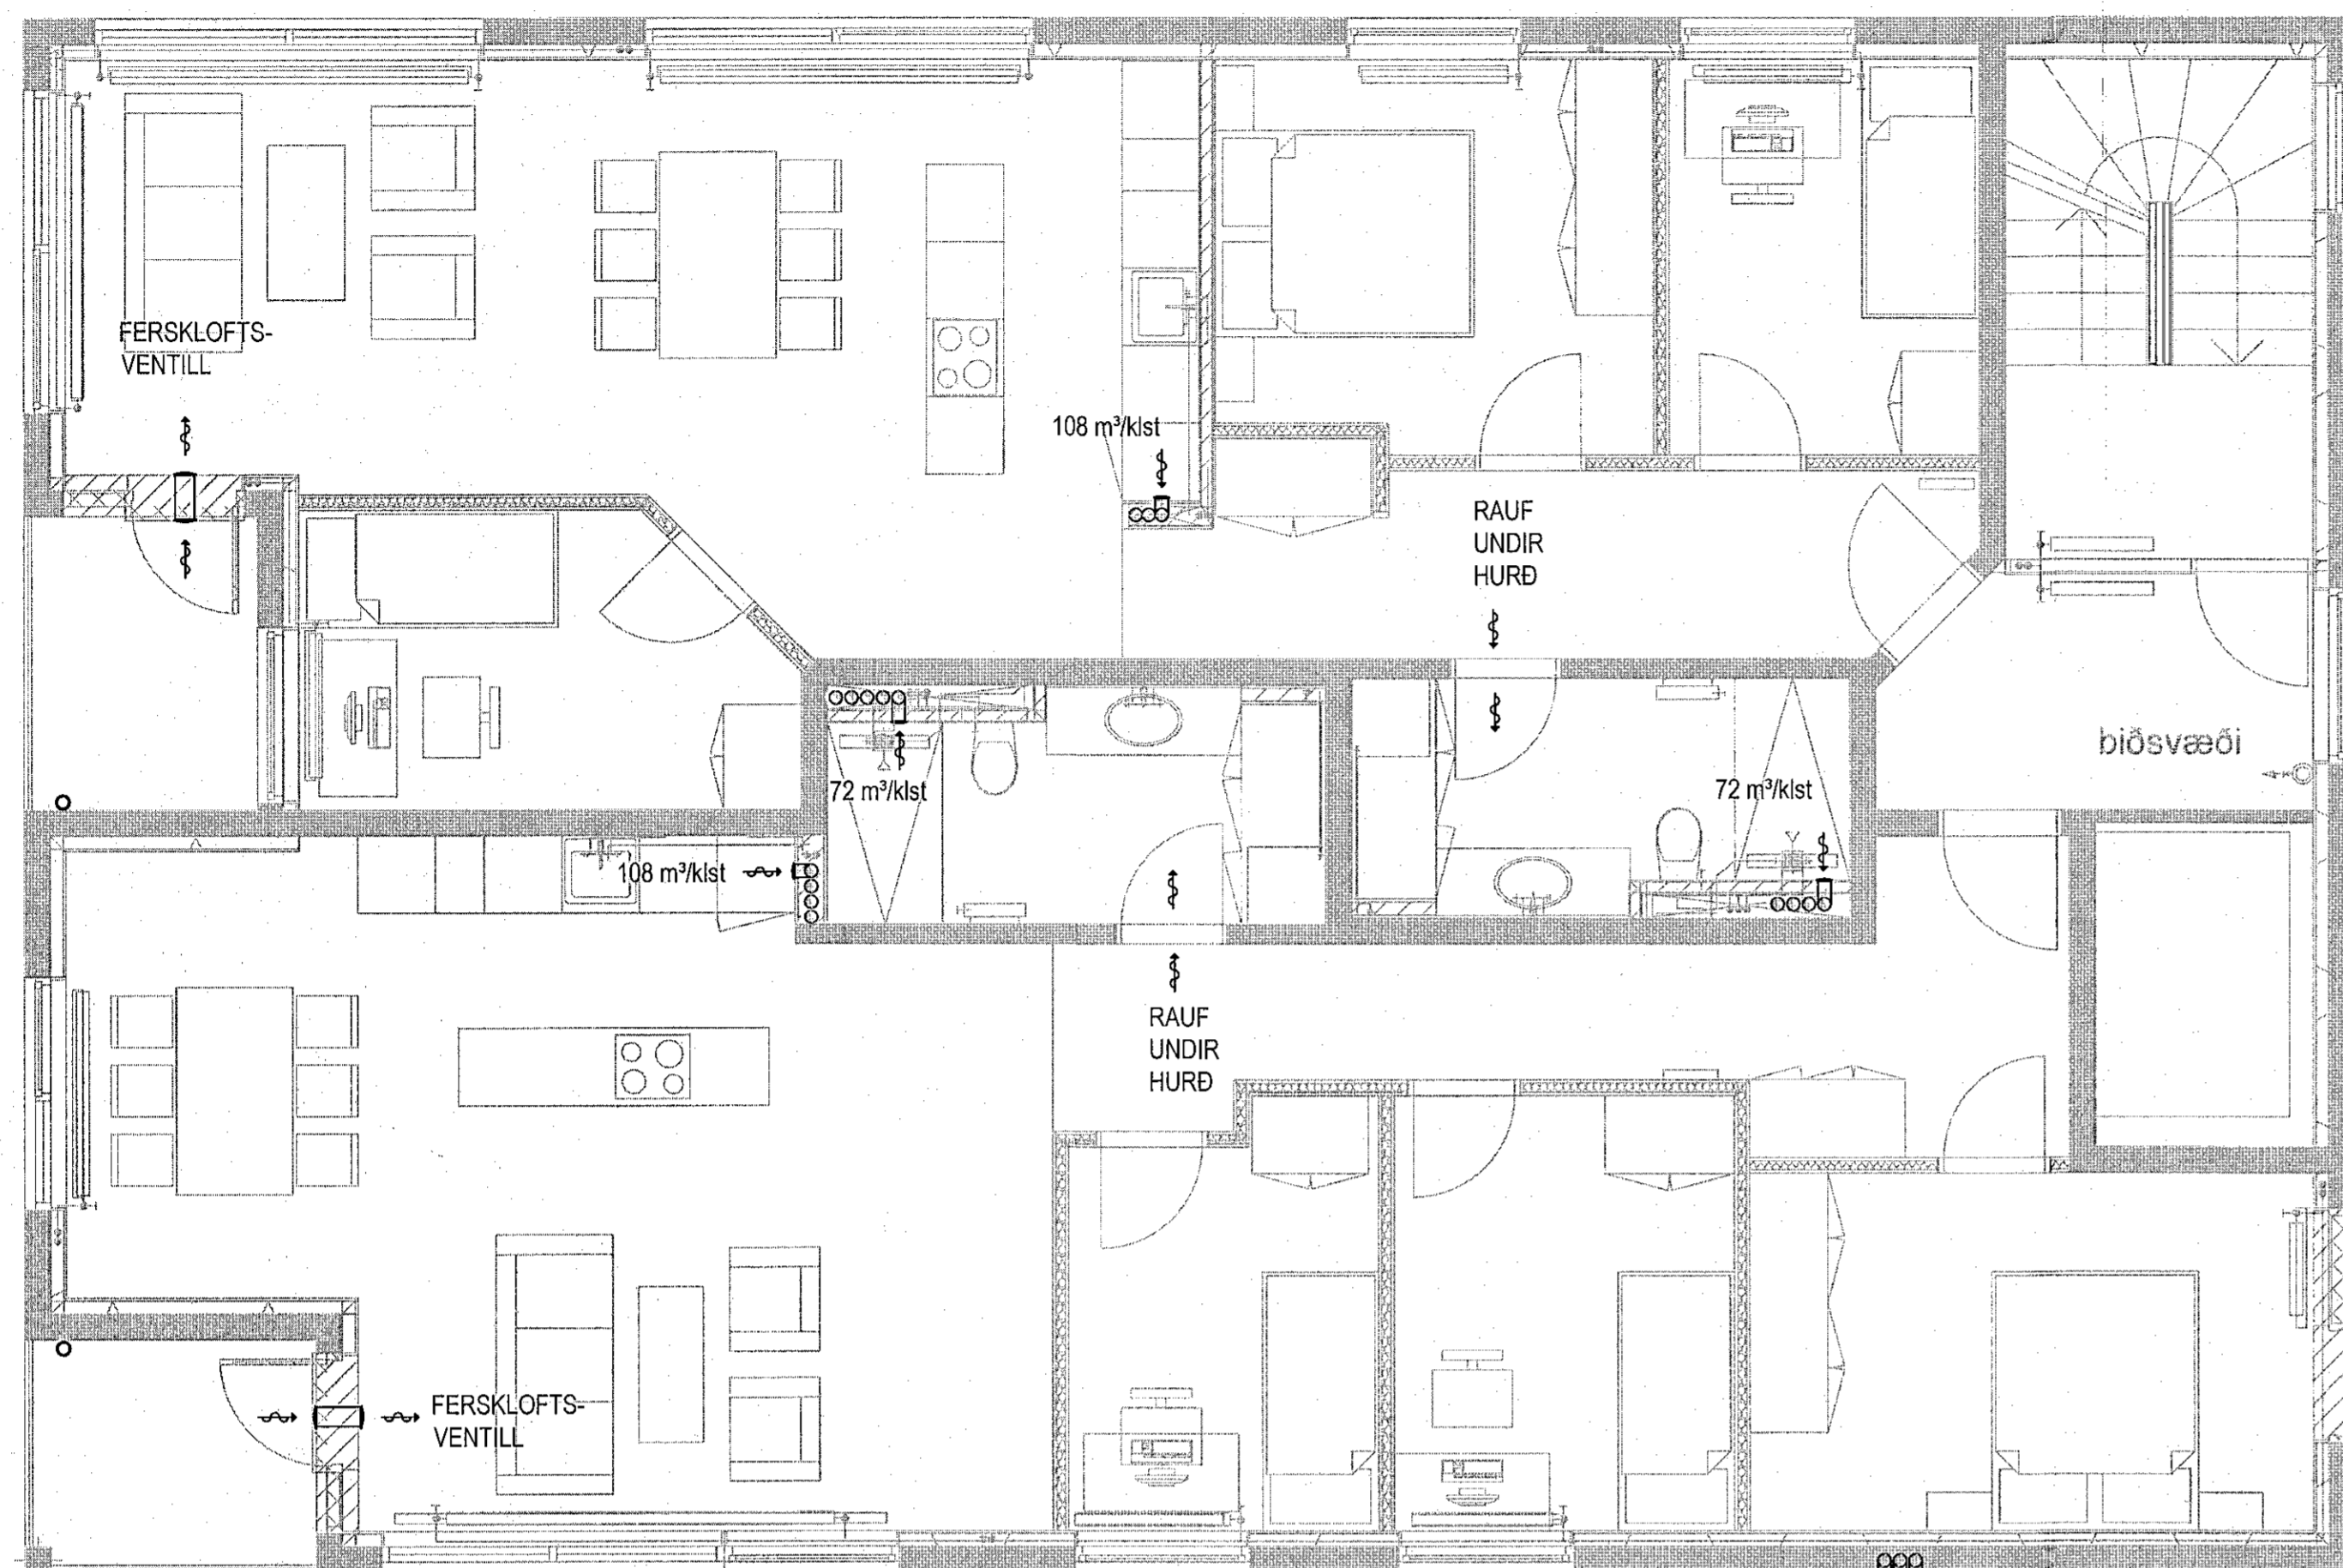 FERSKLOFTS-
VENTILL
108 m³/klst
RAUF
UNDIR
HURÐ
biðsvæði
72 m³/klst
72 m³/klst
108 m³/klst
RAUF
UNDIR
HURÐ
FERSKLOFTS-
VENTILL